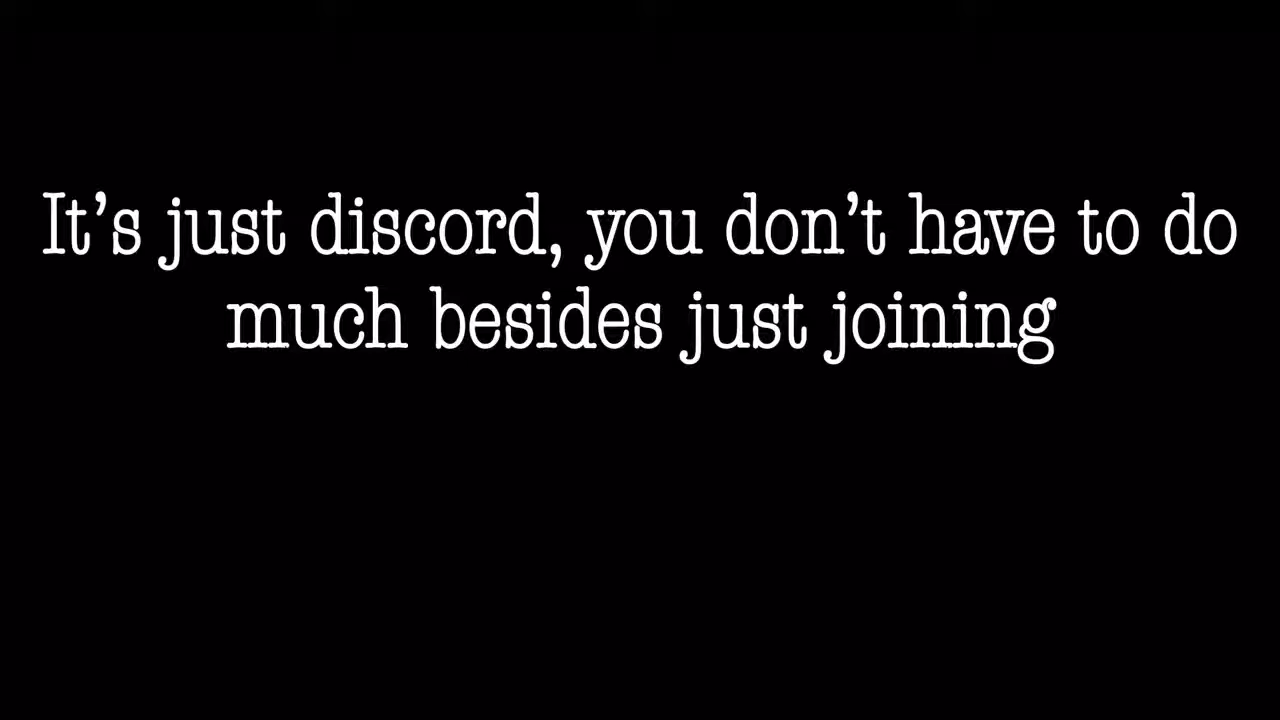 It’s just discord, you don’t have to do
much besides just joining